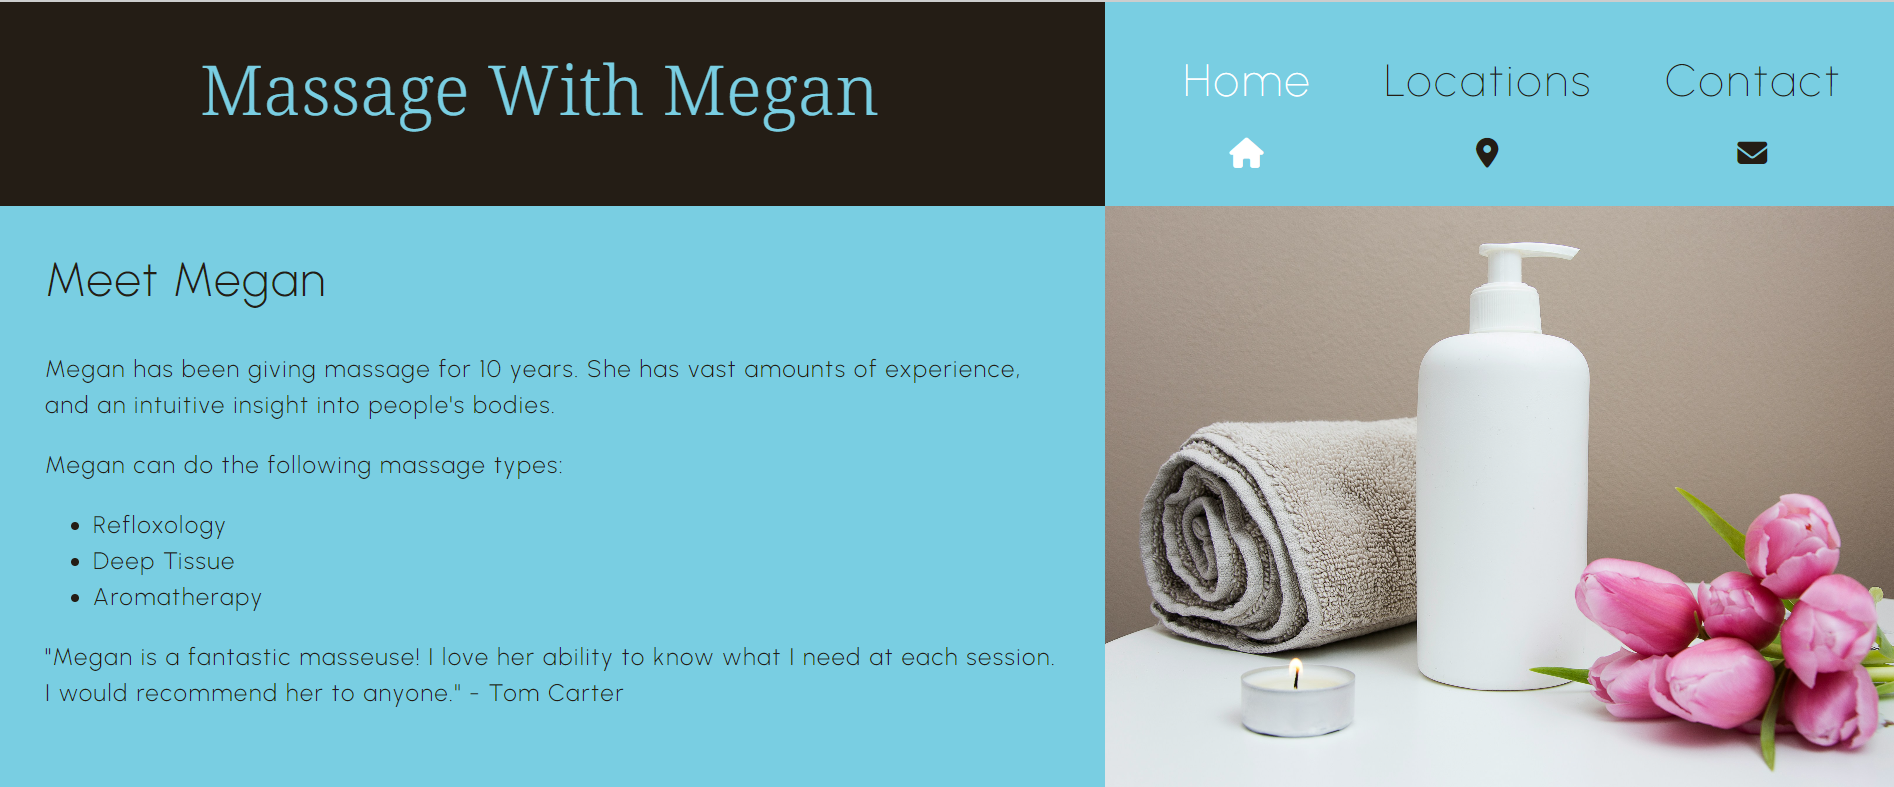 Massage With Megan
Home Locations Contact
Meet Megan
Megan has been giving massage for 10 years. She has vast amounts of experience,
and an intuitive insight into people's bodies.
Megan can do the following massage types:
• Refloxology
• Deep Tissue
• Aromatherapy
"Megan is a fantastic masseuse! I love her ability to know what I need at each session.
I would recommend her to anyone." - Tom Carter